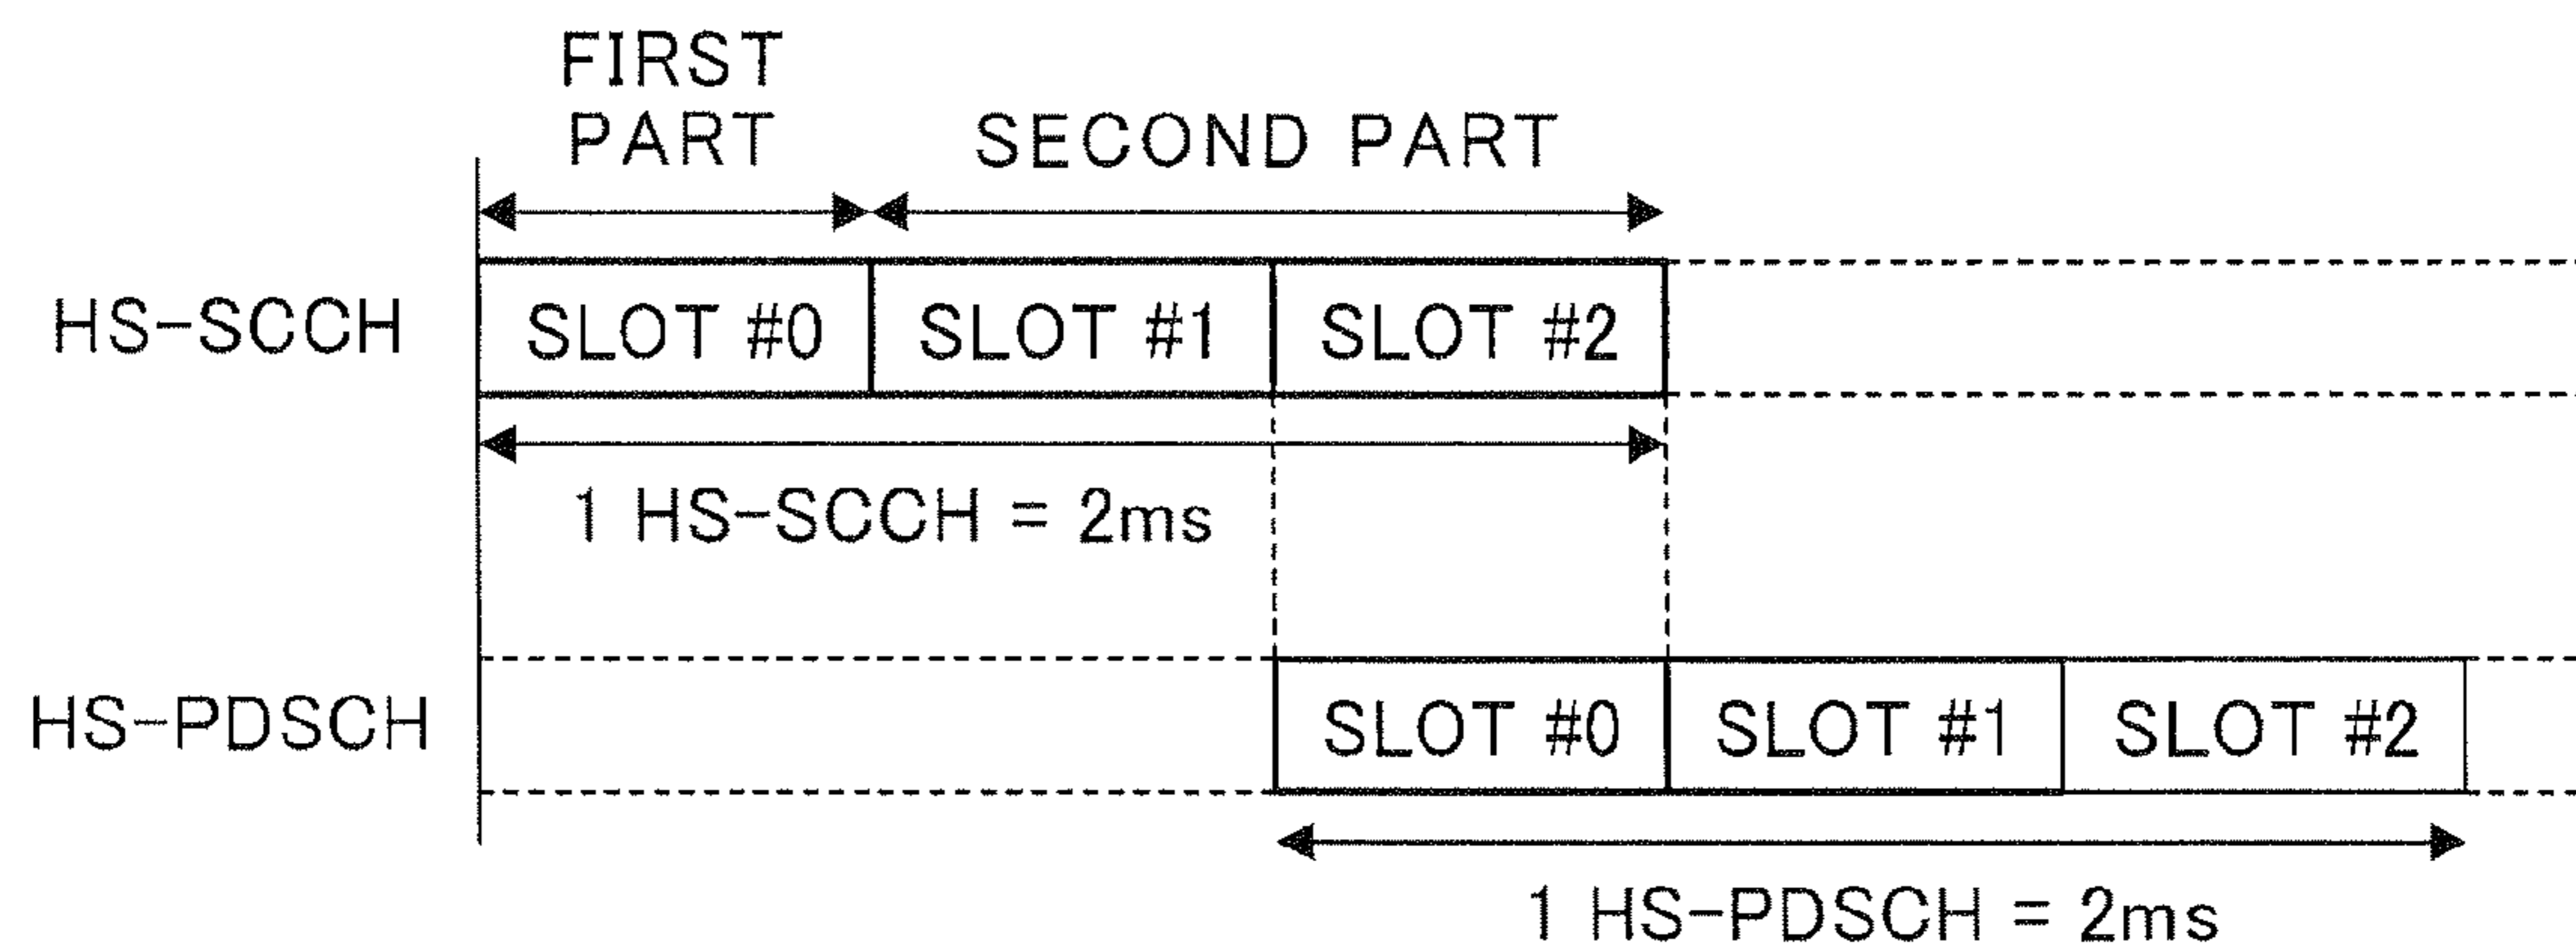 FIRST
PART
SECOND PART
HS-SCCH
SLOT #0
SLOT #1
SLOT #2
1 HS-SCCH = 2ms
HS-PDSCH
SLOT #0
SLOT #1
SLOT #2
1 HS-PDSCH = 2ms